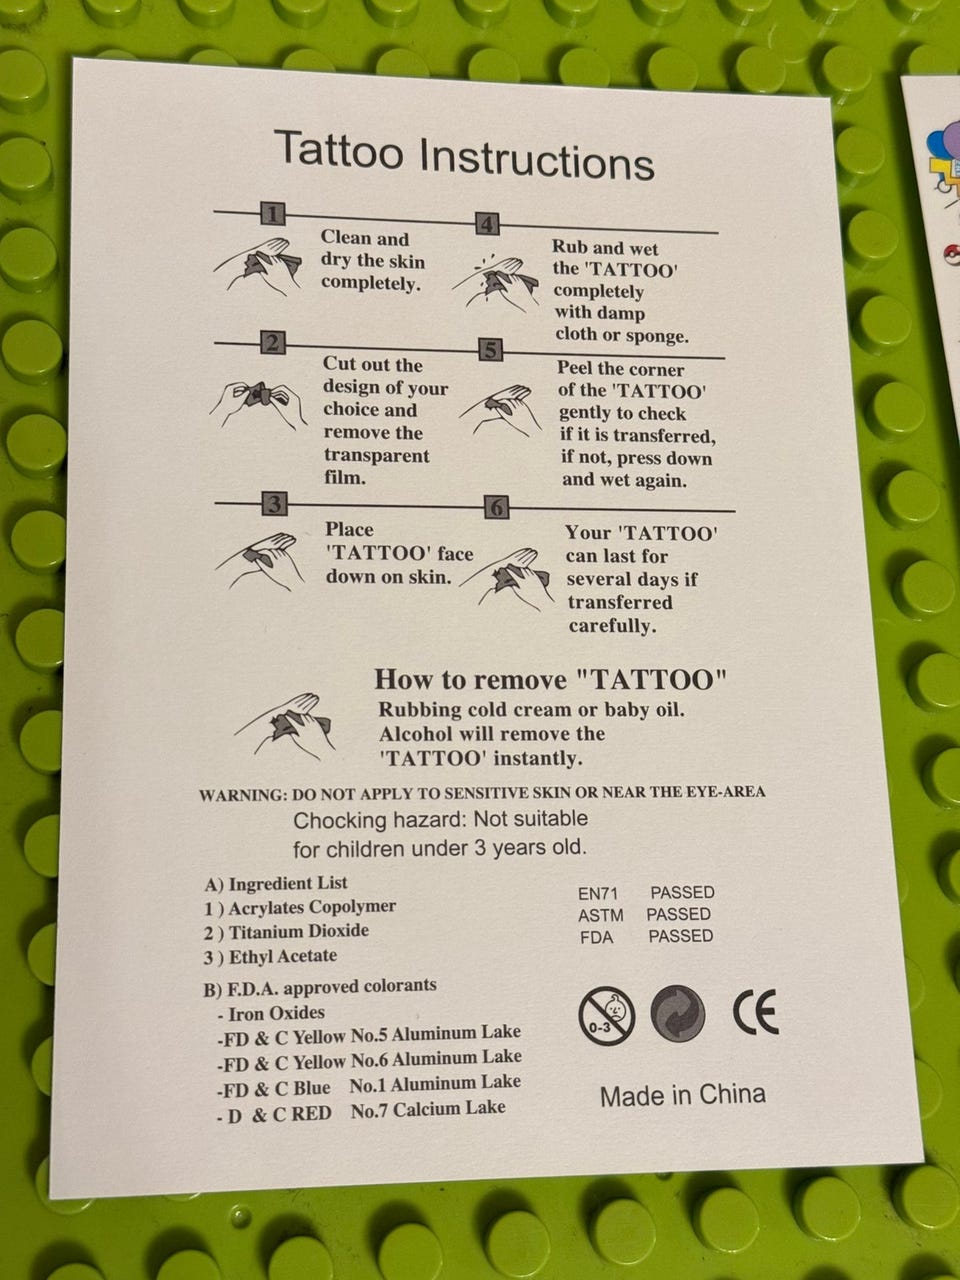 Tattoo Instructions
1
Clean and
dry the skin
completely.
2
Cut out the
design of your
choice and
remove the
transparent
film.
3
Place
'TATTOO' face
down on skin.
4
Rub and wet
the 'TATTOO'
completely
with damp
cloth or sponge.
5
Peel the corner
of the 'TATTOO'
gently to check
if it is transferred,
if not, press down
and wet again.
6
Your 'TATTOO'
can last for
several days if
transferred
carefully.
How to remove "TATTOO"
Rubbing cold cream or baby oil.
Alcohol will remove the
'TATTOO' instantly.
WARNING: DO NOT APPLY TO SENSITIVE SKIN OR NEAR THE EYE-AREA
Chocking hazard: Not suitable
for children under 3 years old.
A) Ingredient List
1 ) Acrylates Copolymer
2 ) Titanium Dioxide
3 ) Ethyl Acetate
B) F.D.A. approved colorants
- Iron Oxides
-FD & C Yellow No.5 Aluminum Lake
-FD & C Yellow No.6 Aluminum Lake
-FD & C Blue No.1 Aluminum Lake
- D & C RED No.7 Calcium Lake
EN71 PASSED
ASTM PASSED
FDA PASSED
0-3
CE
Made in China